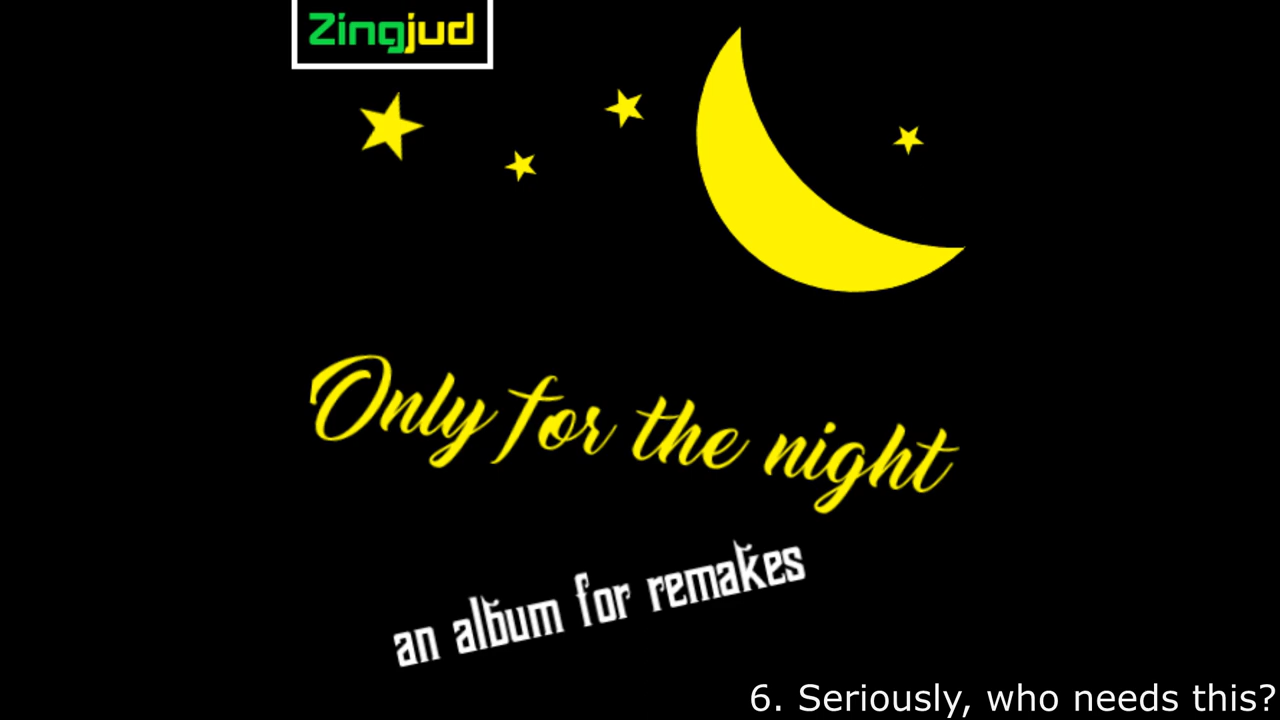 Zingjud
Only for the night
an album for remakes
6. Seriously, who needs this?